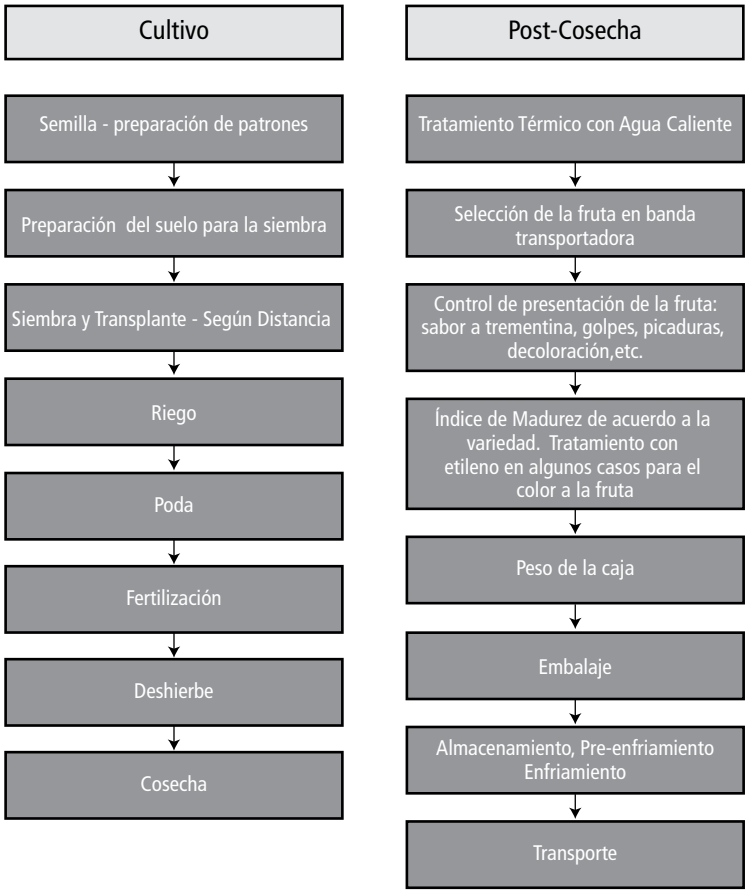 Cultivo
Semilla - preparación de patrones
Preparación del suelo para la siembra
Siembra y Transplante - Según Distancia
Riego
Poda
Fertilización
Deshierbe
Cosecha
Post-Cosecha
Tratamiento Térmico con Agua Caliente
Selección de la fruta en banda
transportadora
Control de presentación de la fruta:
sabor a trementina, golpes, picaduras,
decoloración,etc.
Índice de Madurez de acuerdo a la
variedad. Tratamiento con
etileno en algunos casos para el
color a la fruta
Peso de la caja
Embalaje
Almacenamiento, Pre-enfriamiento
Enfriamiento
Transporte